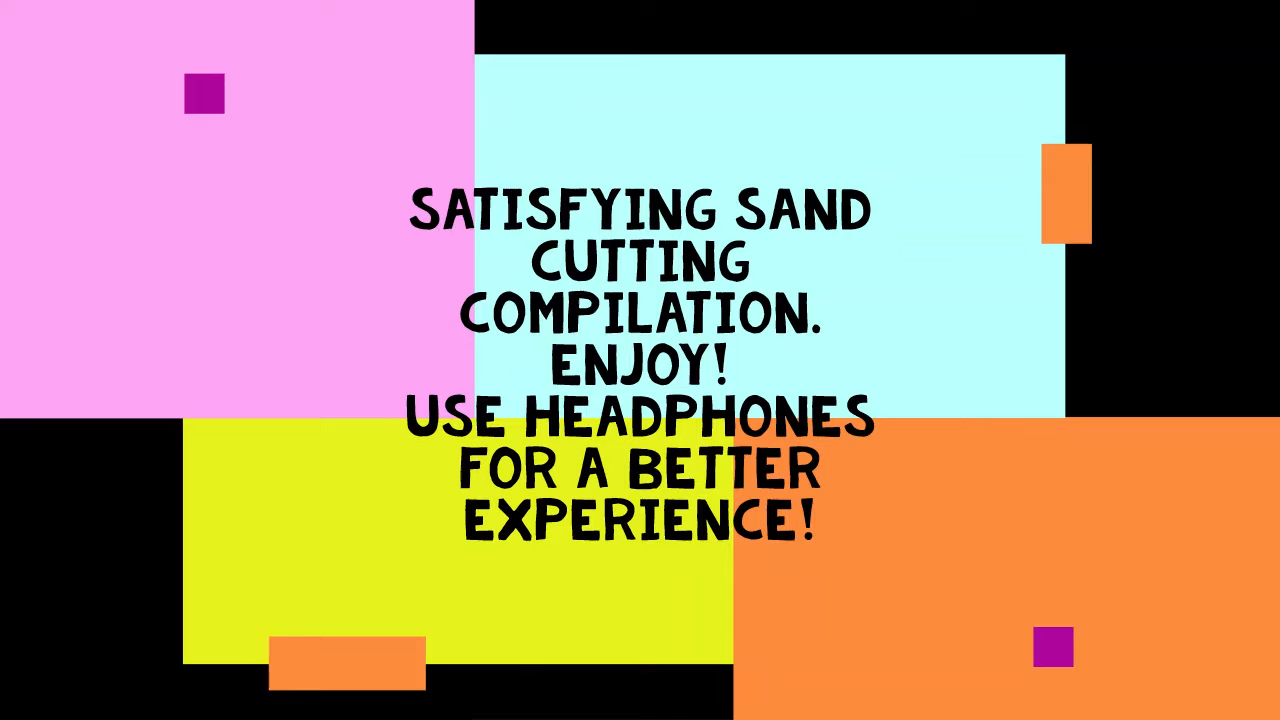 SATISFYING SAND
CUTTING
COMPILATION.
ENJOY!
USE HEADPHONES
FOR A BETTER
EXPERIENCE!